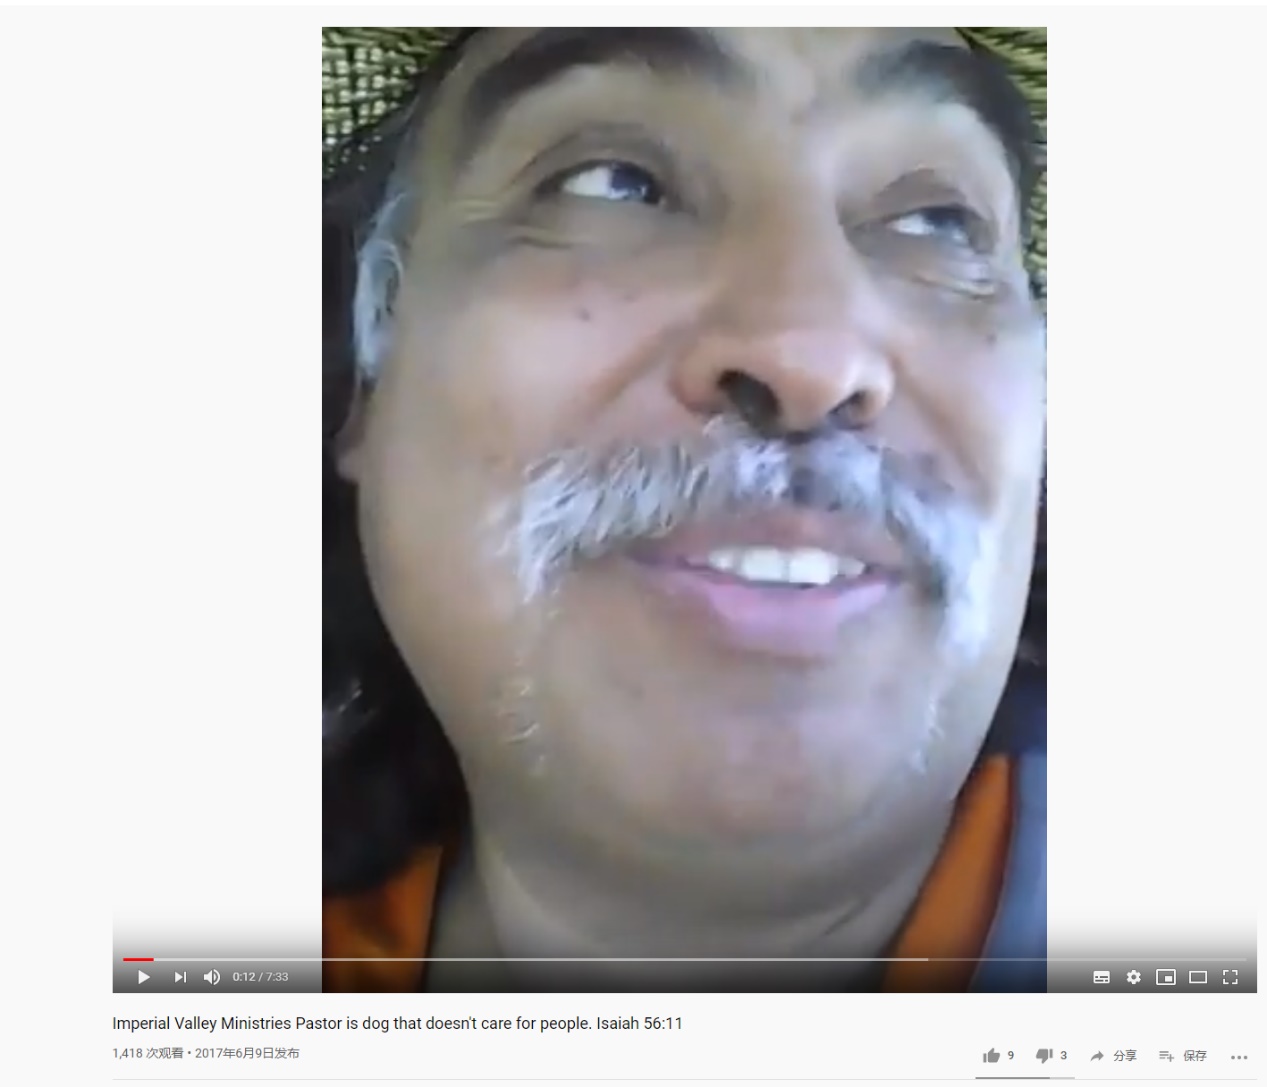 0:12 / 7:33
Imperial Valley Ministries Pastor is dog that doesn't care for people. Isaiah 56:11
1,418 次观看 • 2017年6月9日发布
9 3 分享 保存